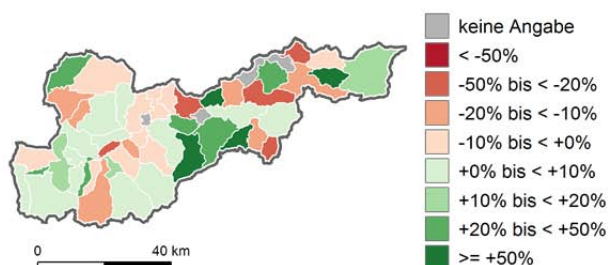 keine Angabe
< -50%
-50% bis < -20%
-20% bis < -10%
-10% bis < +0%
+0% bis < +10%
+10% bis < +20%
+20% bis < +50%
>= +50%
0 40 km